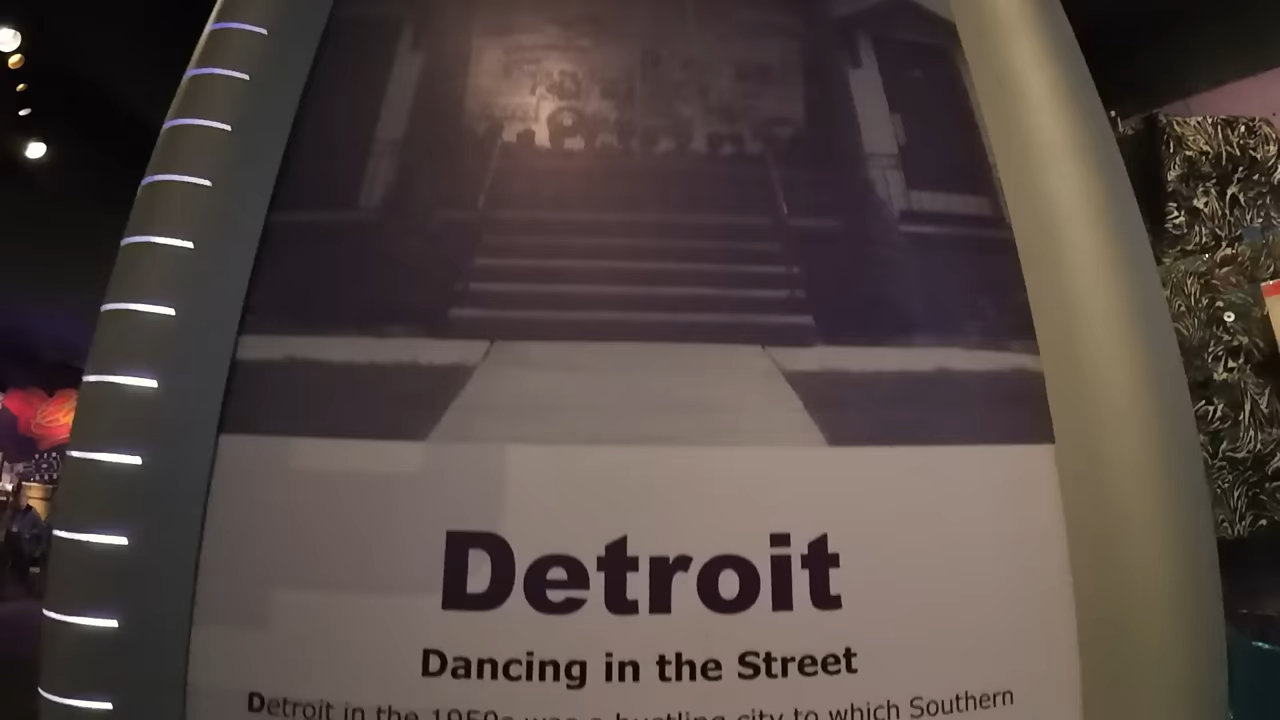 Detroit
Dancing in the Street
Detroit in the 1950s was a bustling city to which Southern